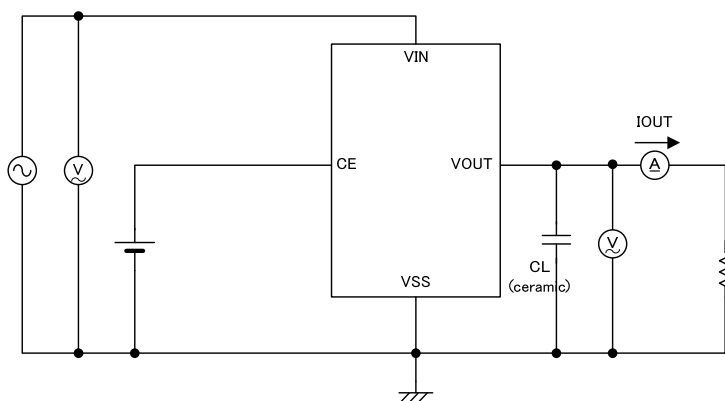 VIN
IOUT
V
CE
VOUT
A
V
CL
(ceramic)
VSS